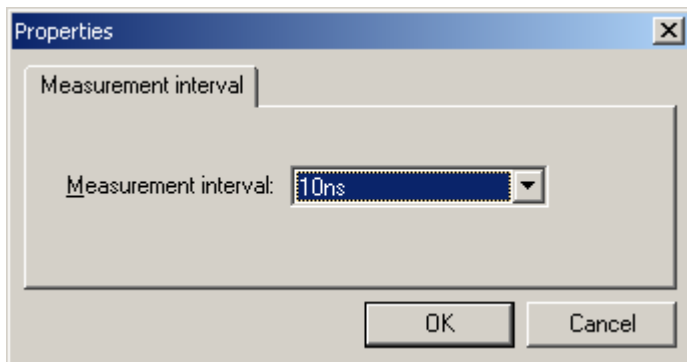 Properties
Measurement interval
Measurement interval: 10ns
OK Cancel